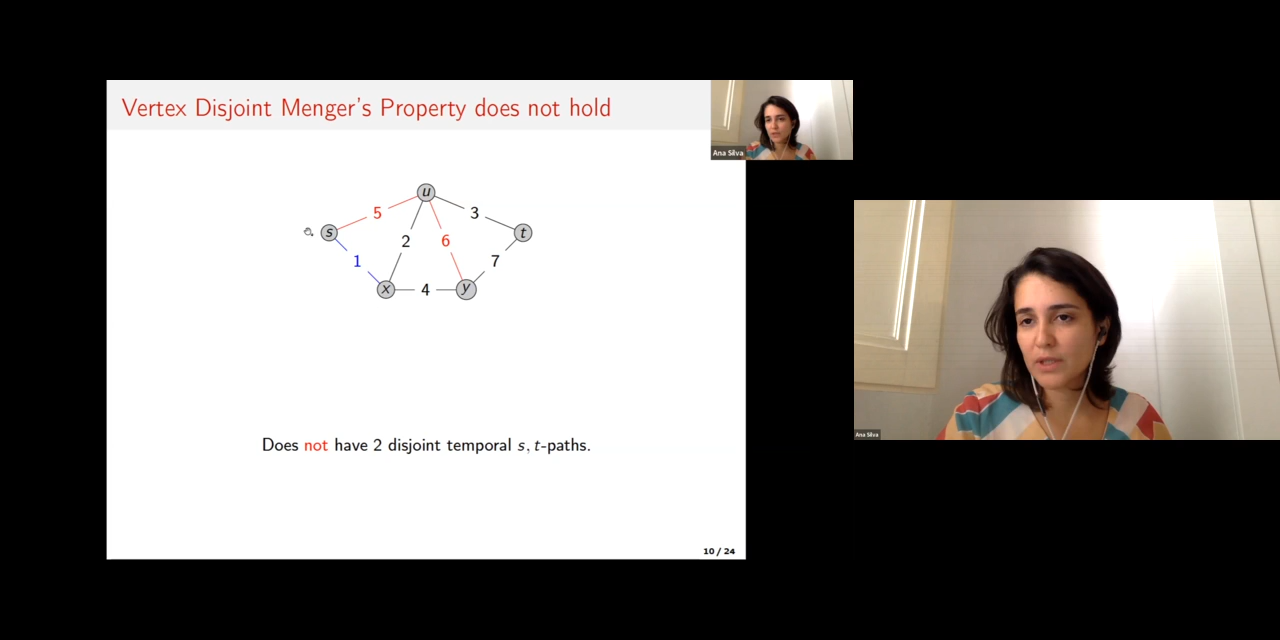 Vertex Disjoint Menger's Property does not hold
Ana Silva
u
5
3
s
2
6
t
1
7
x
4
y
Does not have 2 disjoint temporal s, t-paths.
Ana Silva
10 / 24